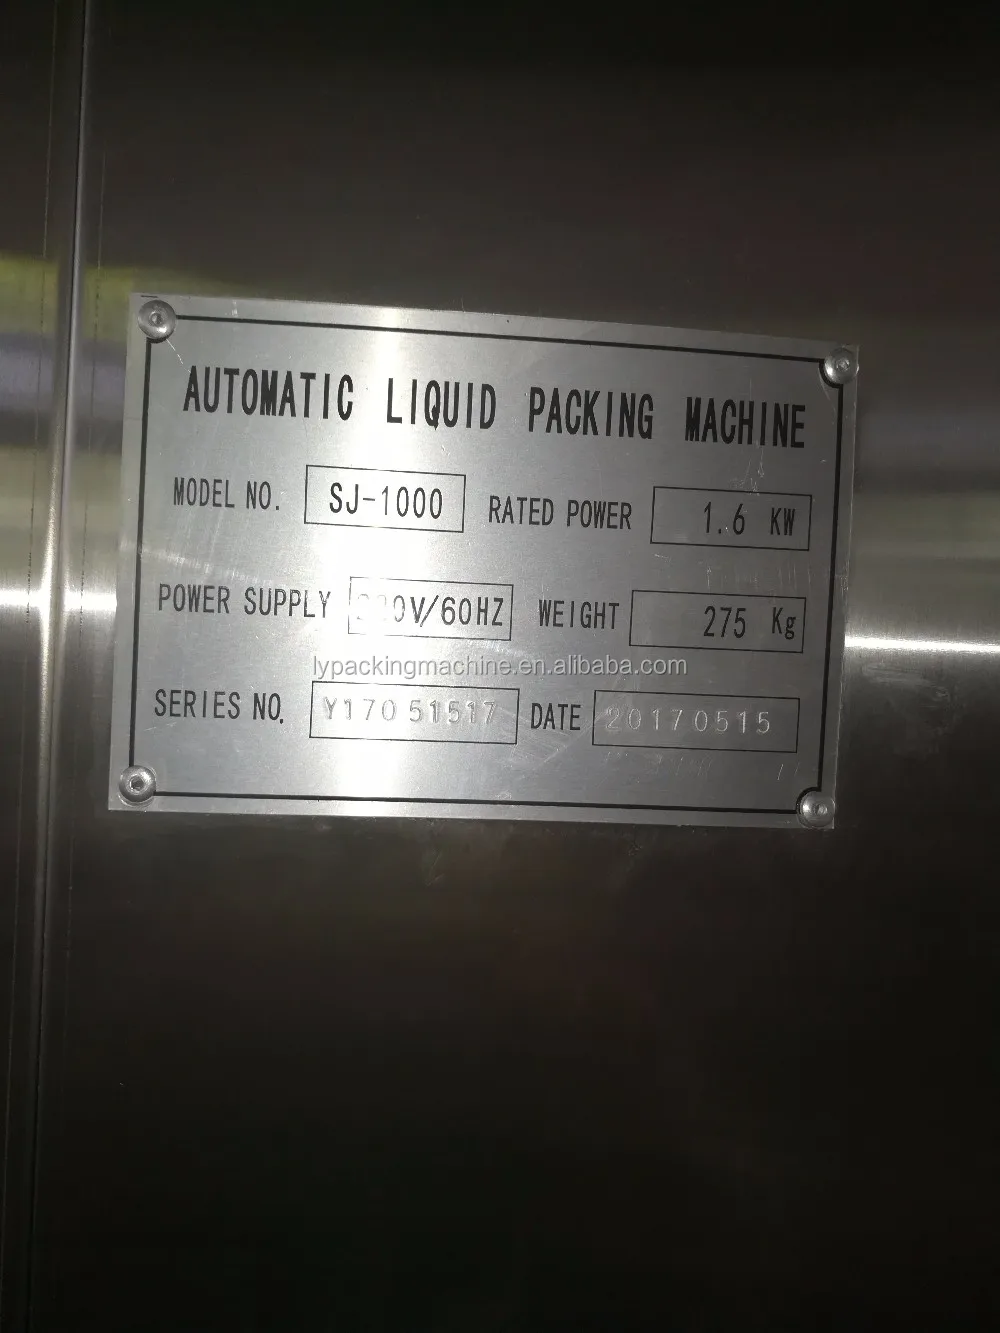 AUTOMATIC LIQUID PACKING MACHINE
MODEL NO. SJ-1000 RATED POWER 1.6 KW
POWER SUPPLY WEIGHT 275 Kg
lypackingmachine.en.alibaba.com
SERIES NO. Y17051517 DATE 20170515